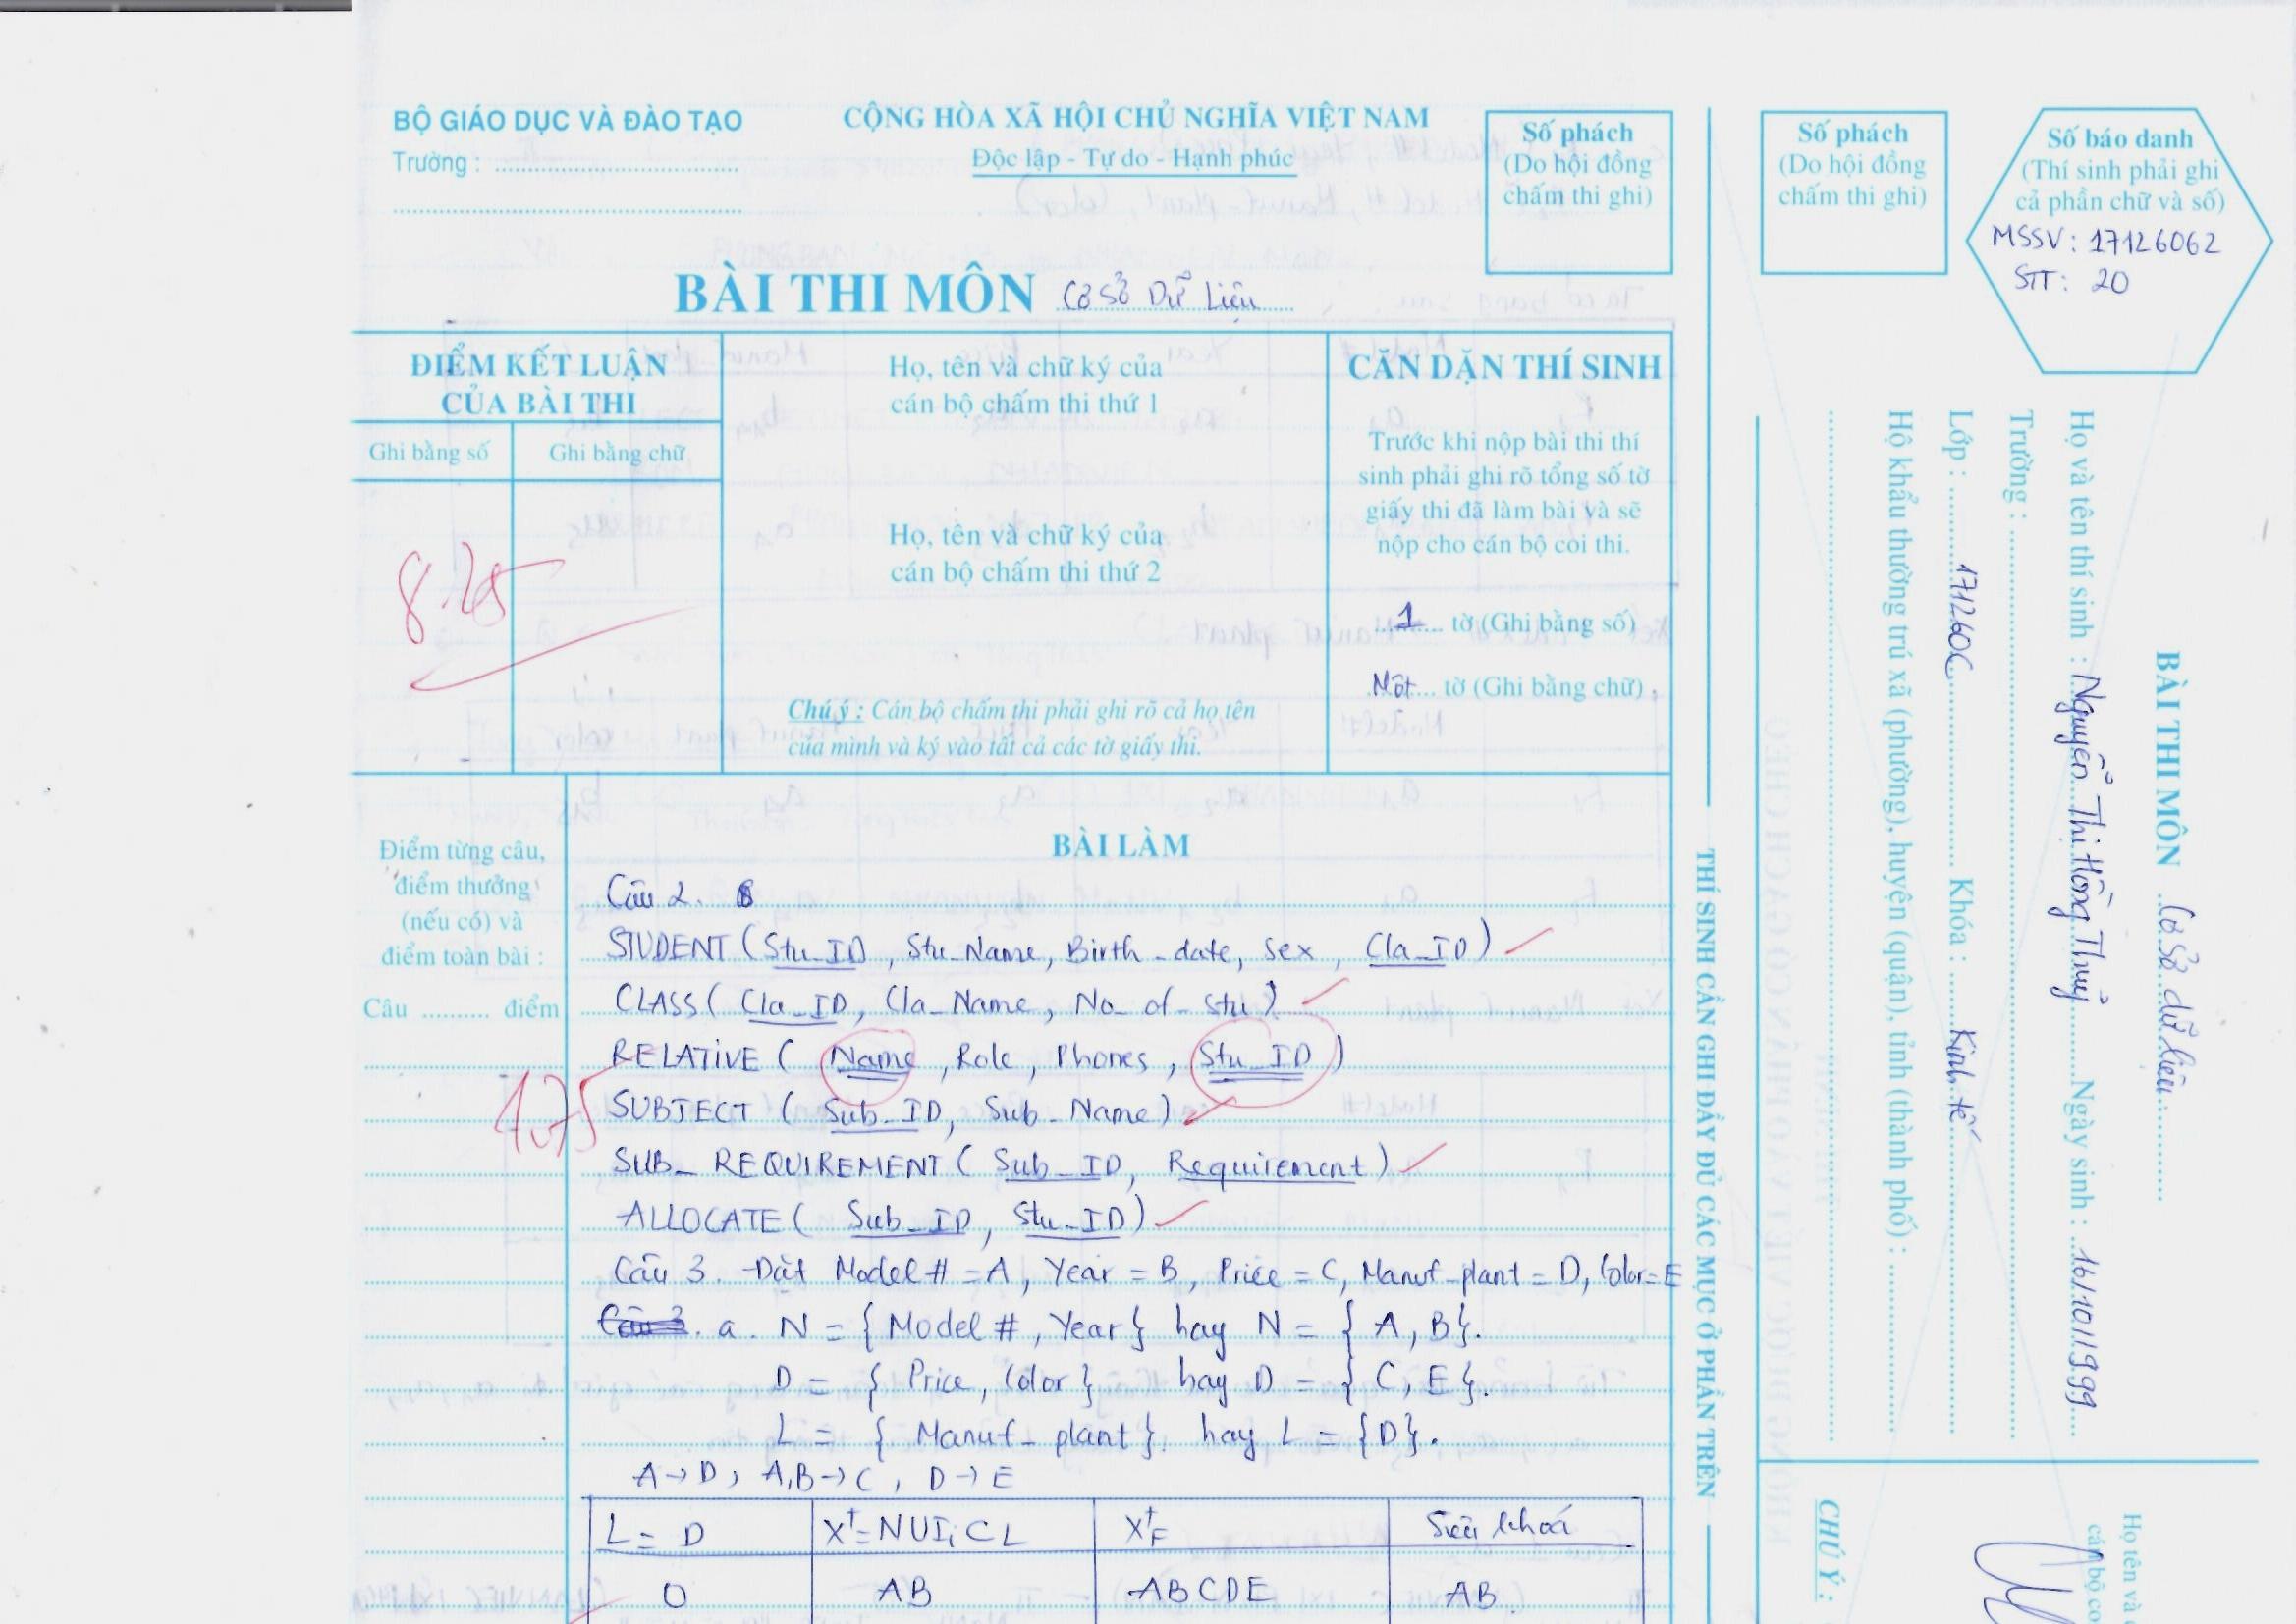 BỘ GIÁO DỤC VÀ ĐÀO TẠO
Trường :
CỘNG HÒA XÃ HỘI CHỦ NGHĨA VIỆT NAM
Độc lập - Tự do - Hạnh phúc
Số phách
(Do hội đồng
chấm thi ghi)
Số phách
(Do hội đồng
chấm thi ghi)
Số báo danh
(Thí sinh phải ghi
cả phần chữ và số)
MSSV: 17126062
STT: 20
BÀI THI MÔN Cơ Sở Dữ Liệu
ĐIỂM KẾT LUẬN
CỦA BÀI THI
Ghi bằng số
Ghi bằng chữ
8.25
Họ, tên và chữ ký của
cán bộ chấm thi thứ 1
Họ, tên và chữ ký của
cán bộ chấm thi thứ 2
Chú ý : Cán bộ chấm thi phải ghi rõ cả họ tên
của mình và ký vào tất cả các tờ giấy thi.
CĂN DẶN THÍ SINH
Trước khi nộp bài thi thí
sinh phải ghi rõ tổng số tờ
giấy thi đã làm bài và sẽ
nộp cho cán bộ coi thi.
1 tờ (Ghi bằng số)
Một tờ (Ghi bằng chữ)
Điểm từng câu,
điểm thưởng
(nếu có) và
điểm toàn bài :
Câu .......... điểm
1,75
BÀI LÀM
Câu 2.
STUDENT (Stu_ID, Stu_Name, Birth_date, sex, Cla_ID)
CLASS (Cla_ID, Cla_Name, No_of_stu)
RELATIVE (Name, Role, Phones, Stu_ID)
SUBJECT (Sub_ID, Sub_Name)
SUB_REQUIREMENT (Sub_ID, Requirement)
ALLOCATE (Sub_ID, Stu_ID)
Câu 3. Đặt Model # = A, Year = B, Price = C, Manuf_plant = D, Color = E
Câu 3. a. N = {Model #, Year} hay N = {A, B}.
D = {Price, Color} hay D = {C, E}.
L = {Manuf_plant} hay L = {D}.
A → D, A,B → C, D → E
L = D X⁺= NUI, CL X⁺F Siêu khoá
O AB ABCDE AB
THÍ SINH CẦN GHI ĐẦY ĐỦ CÁC MỤC Ở PHẦN TRÊN
BÀI THI MÔN Cơ Sở dữ liệu
Họ và tên thí sinh : Nguyễn Thị Hồng Thuỷ Ngày sinh : 16/10/1999
Trường :
Lớp : 171260C Khóa : Kinh tế
Hộ khẩu thường trú xã (phường), huyện (quận), tỉnh (thành phố) :
CHÚ Ý :
Họ tên và
cán bộ co